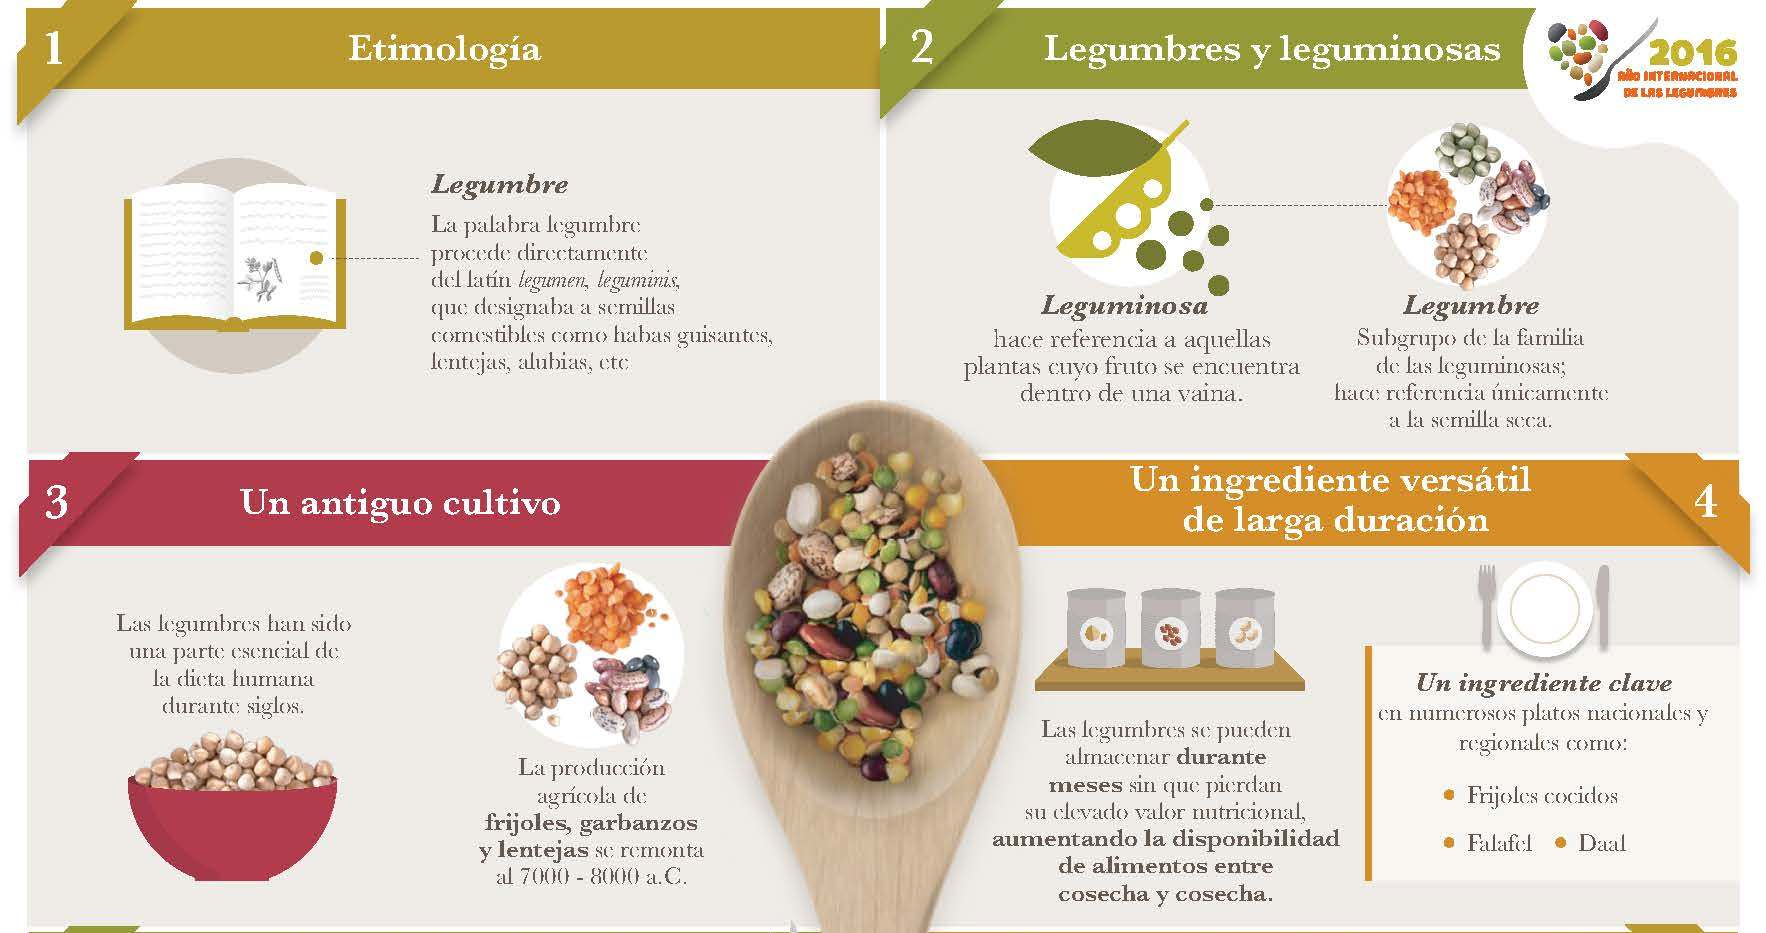 1
Etimología
Legumbre
La palabra legumbre
procede directamente
del latín legumen, leguminis,
que designaba a semillas
comestibles como habas guisantes,
lentejas, alubias, etc
2
Legumbres y leguminosas
2016
AÑO INTERNACIONAL
DE LAS LEGUMBRES
Leguminosa
hace referencia a aquellas
plantas cuyo fruto se encuentra
dentro de una vaina.
Legumbre
Subgrupo de la familia
de las leguminosas;
hace referencia únicamente
a la semilla seca.
3
Un antiguo cultivo
Las legumbres han sido
una parte esencial de
la dieta humana
durante siglos.
La producción
agrícola de
frijoles, garbanzos
y lentejas se remonta
al 7000 - 8000 a.C.
Un ingrediente versátil
de larga duración
4
Las legumbres se pueden
almacenar durante
meses sin que pierdan
su elevado valor nutricional,
aumentando la disponibilidad
de alimentos entre
cosecha y cosecha.
Un ingrediente clave
en numerosos platos nacionales y
regionales como:
Frijoles cocidos
Falafel • Daal